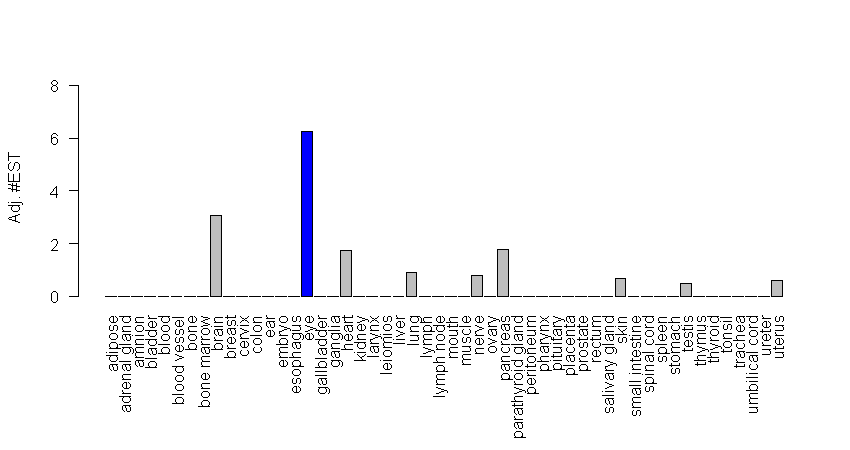 8
6
4
2
0
Adj. #EST
adipose
adrenal gland
amnion
bladder
blood
blood vessel
bone
bone marrow
brain
breast
cervix
colon
ear
embryo
esophagus
eye
gallbladder
ganglia
heart
kidney
larynx
leiomios
liver
lung
lymph
lymph node
mouth
muscle
nerve
ovary
pancreas
parathyroid gland
peritoneum
pharynx
pituitary
placenta
prostate
rectum
salivary gland
skin
small intestine
spinal cord
spleen
stomach
testis
thymus
thyroid
tonsil
trachea
umbilical cord
ureter
uterus